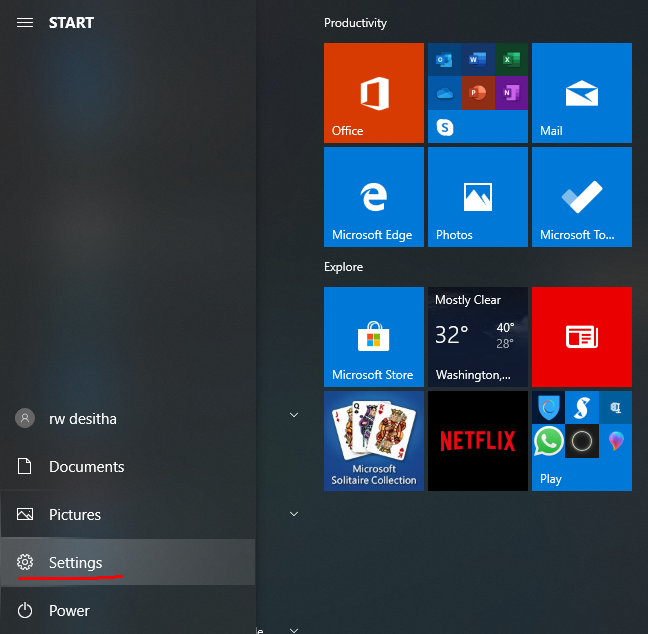 START
rw desitha
Documents
Pictures
Settings
Power
Productivity
Office
Mail
Microsoft Edge
Photos
Microsoft To...
Explore
Microsoft Store
Mostly Clear
32°
40°
28°
Washington,...
Microsoft
Solitaire Collection
NETFLIX
Play